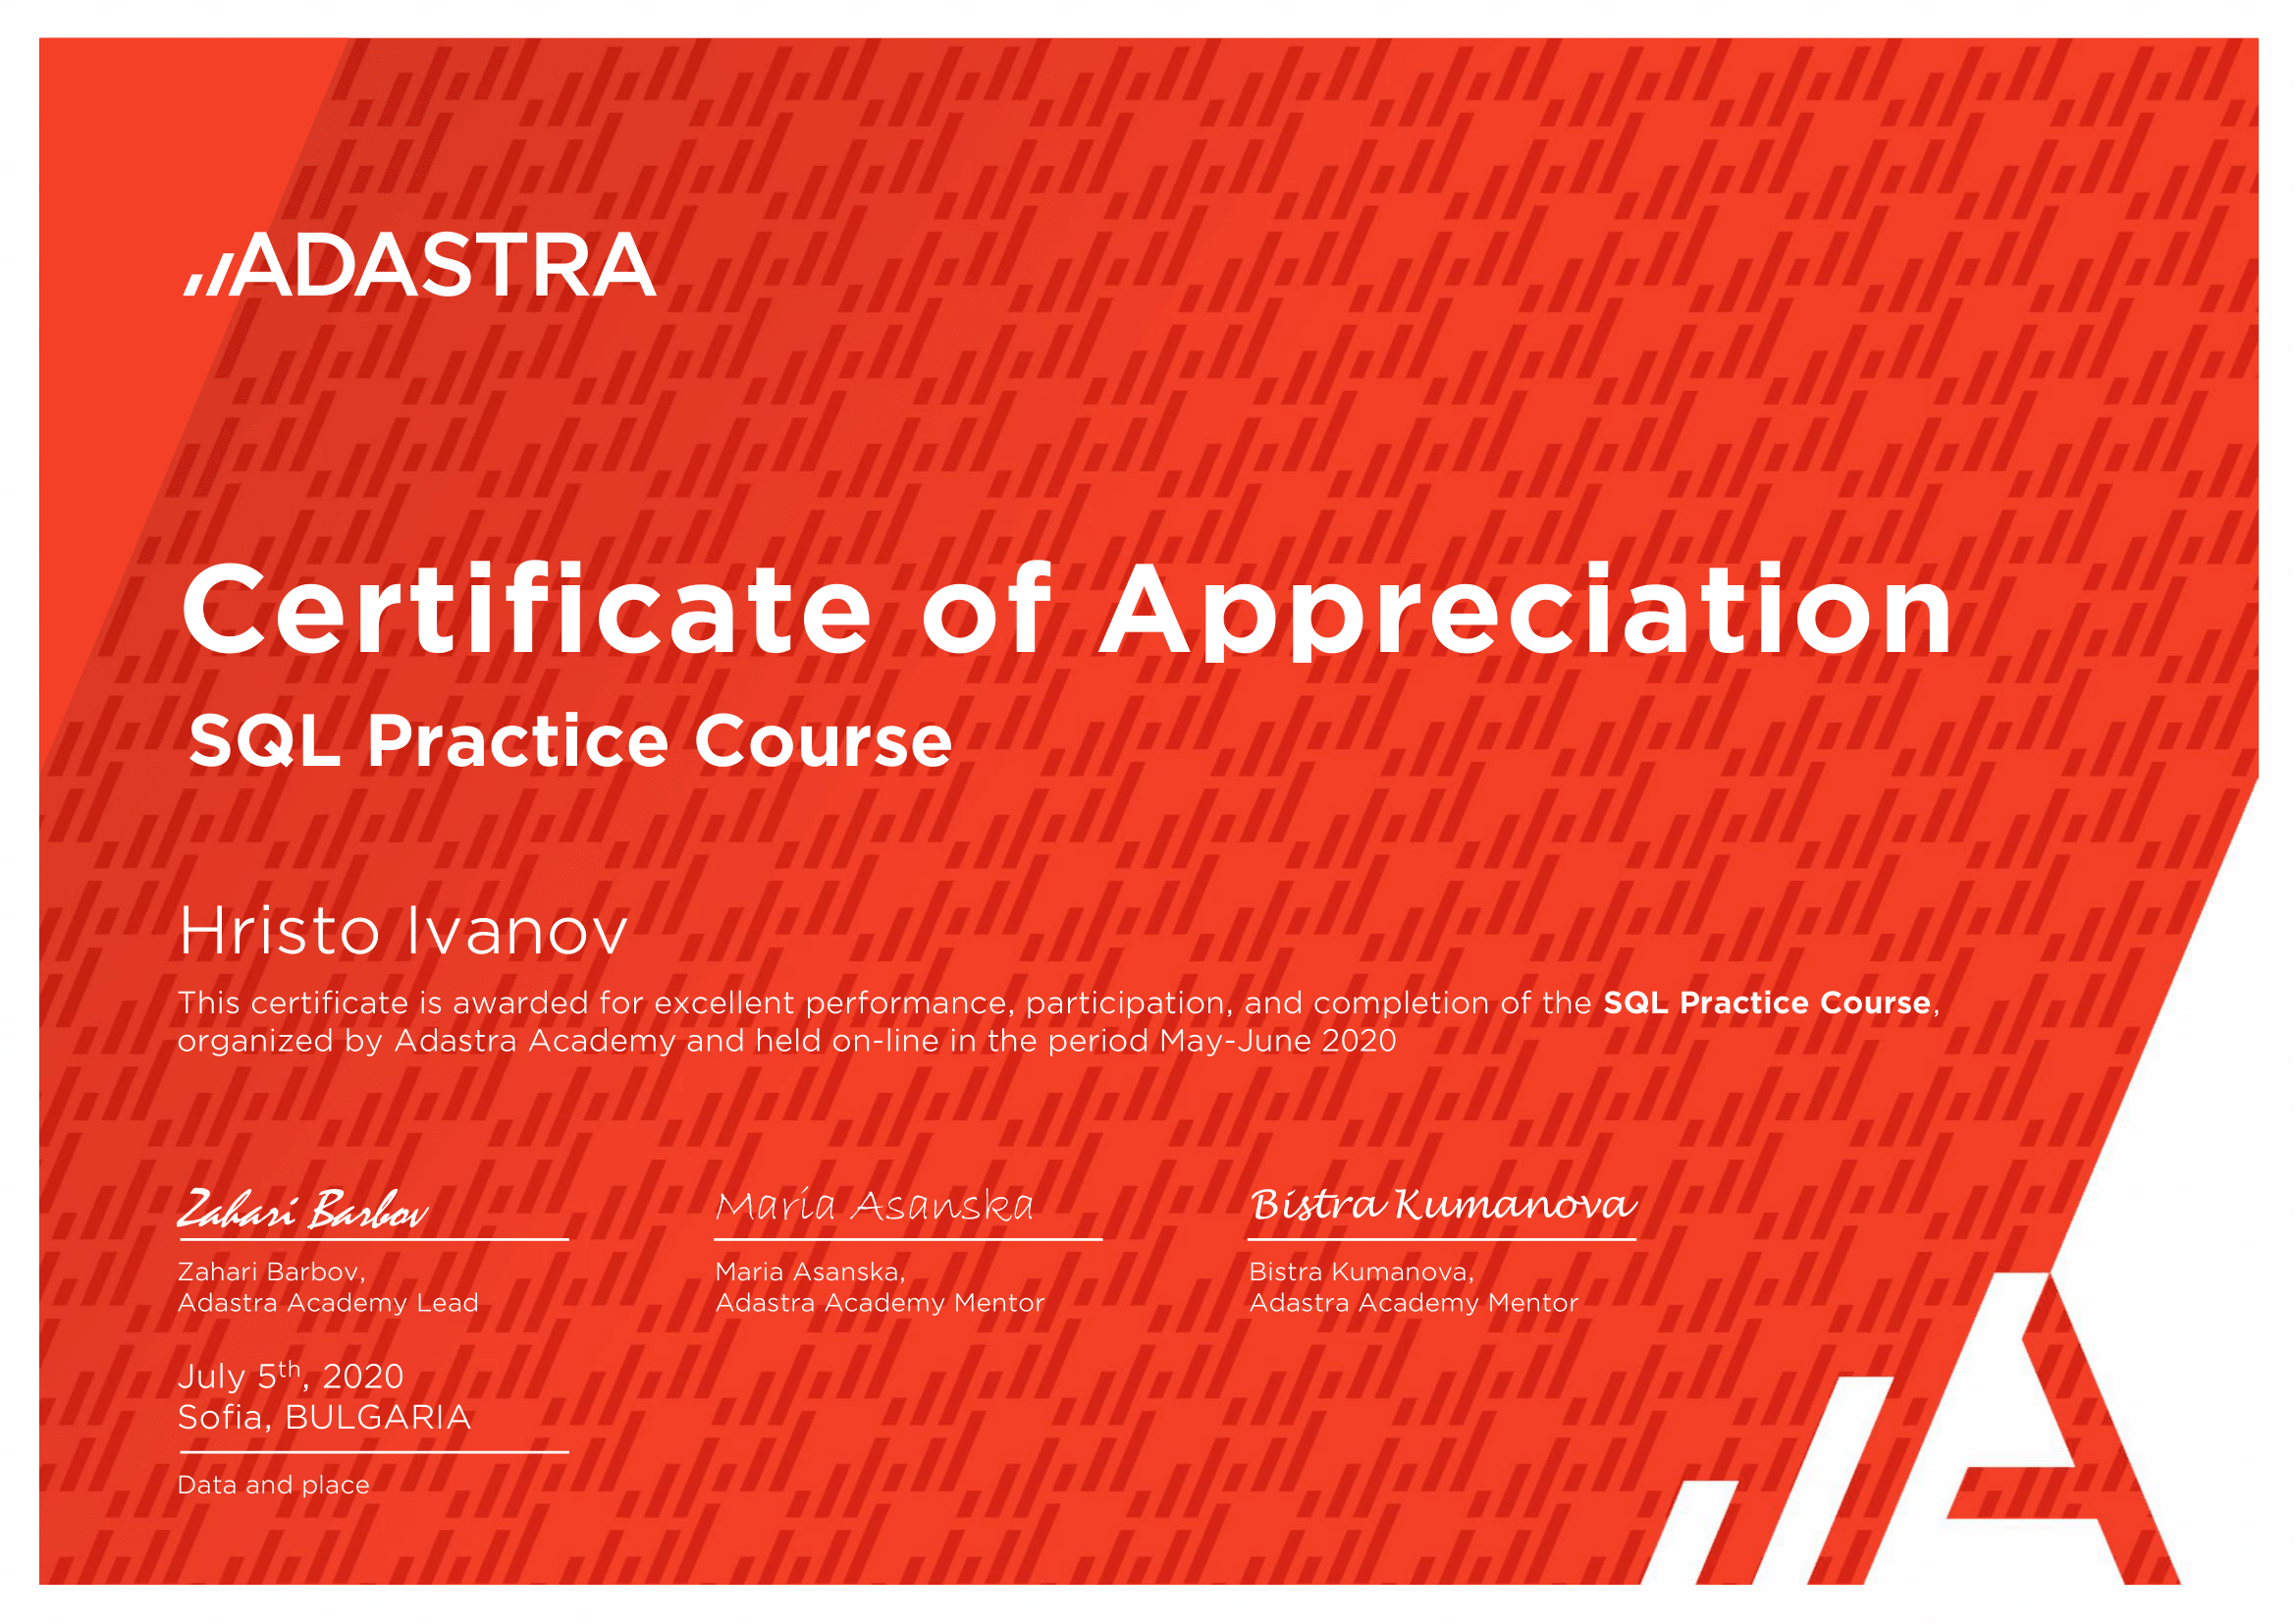 ADASTRA
Certificate of Appreciation
SQL Practice Course
Hristo Ivanov
This certificate is awarded for excellent performance, participation, and completion of the SQL Practice Course,
organized by Adastra Academy and held on-line in the period May-June 2020
Zahari Barbov
Zahari Barbov,
Adastra Academy Lead
Maria Asanska
Maria Asanska,
Adastra Academy Mentor
Bistra Kumanova
Bistra Kumanova,
Adastra Academy Mentor
July 5th, 2020
Sofia, BULGARIA
Data and place